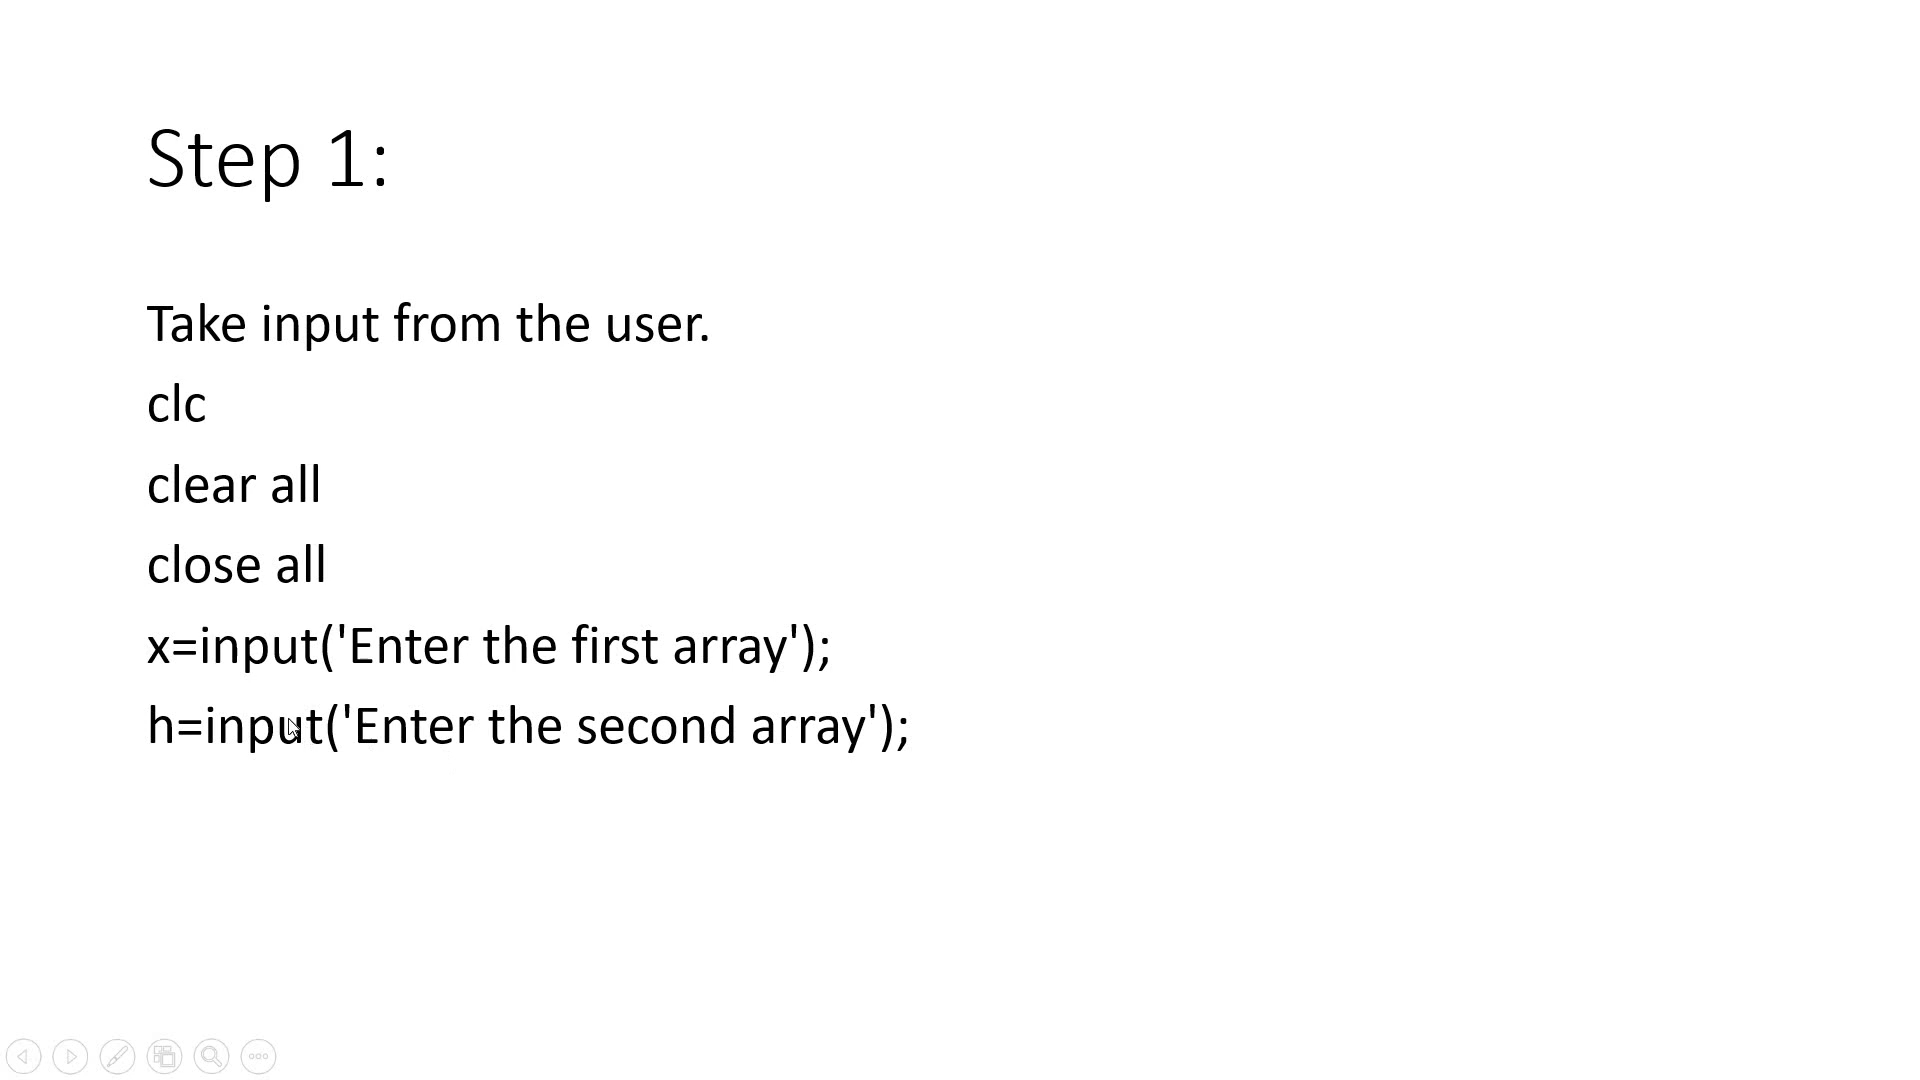 Step 1:
Take input from the user.
clc
clear all
close all
x=input('Enter the first array');
h=input('Enter the second array');